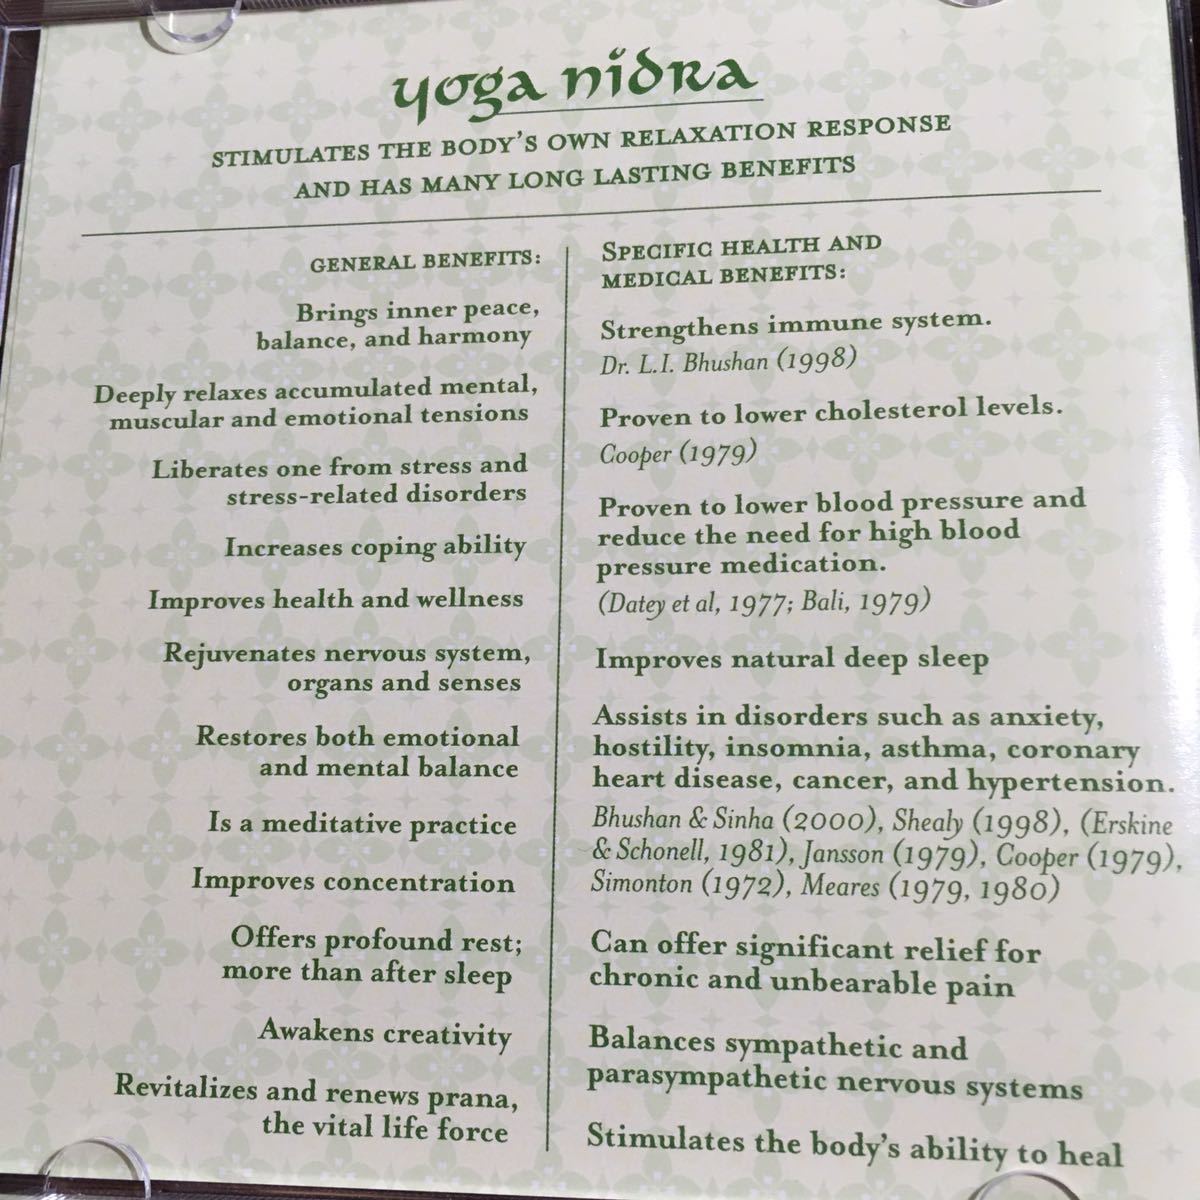 yoga nidra
STIMULATES THE BODY'S OWN RELAXATION RESPONSE
AND HAS MANY LONG LASTING BENEFITS
GENERAL BENEFITS:
Brings inner peace,
balance, and harmony
Deeply relaxes accumulated mental,
muscular and emotional tensions
Liberates one from stress and
stress-related disorders
Increases coping ability
Improves health and wellness
Rejuvenates nervous system,
organs and senses
Restores both emotional
and mental balance
Is a meditative practice
Improves concentration
Offers profound rest;
more than after sleep
Awakens creativity
Revitalizes and renews prana,
the vital life force
SPECIFIC HEALTH AND
MEDICAL BENEFITS:
Strengthens immune system.
Dr. L.I. Bhushan (1998)
Proven to lower cholesterol levels.
Cooper (1979)
Proven to lower blood pressure and
reduce the need for high blood
pressure medication.
(Datey et al, 1977; Bali, 1979)
Improves natural deep sleep
Assists in disorders such as anxiety,
hostility, insomnia, asthma, coronary
heart disease, cancer, and hypertension.
Bhushan & Sinha (2000), Shealy (1998), (Erskine
& Schonell, 1981), Jansson (1979), Cooper (1979),
Simonton (1972), Meares (1979, 1980)
Can offer significant relief for
chronic and unbearable pain
Balances sympathetic and
parasympathetic nervous systems
Stimulates the body's ability to heal